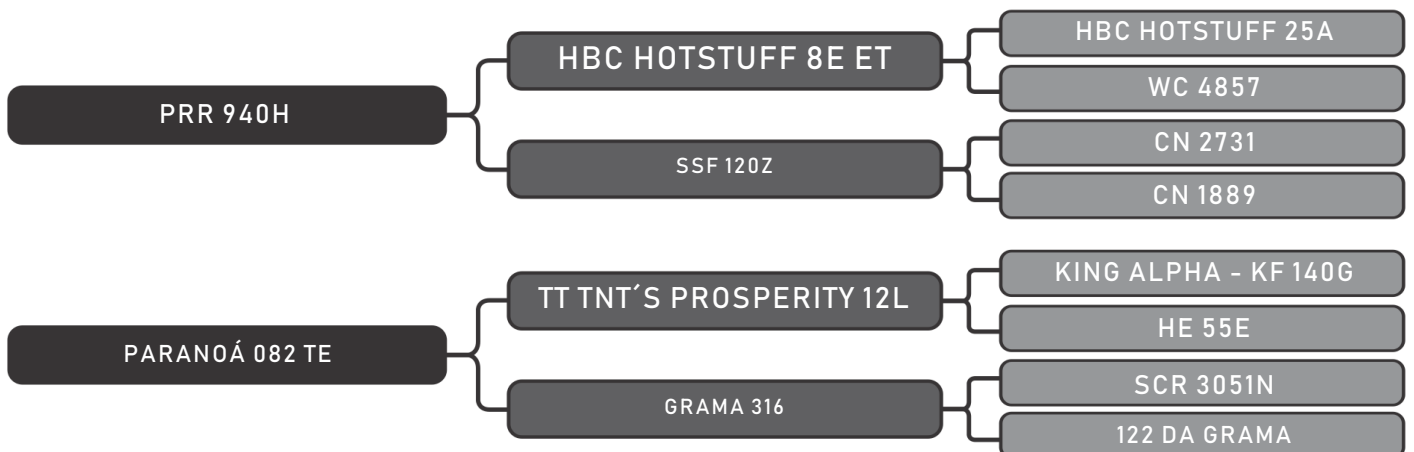 HBC HOTSTUFF 25A
HBC HOTSTUFF 8E ET
WC 4857
PRR 940H
CN 2731
SSF 120Z
CN 1889
KING ALPHA - KF 140G
TT TNT´S PROSPERITY 12L
HE 55E
PARANOÁ 082 TE
SCR 3051N
GRAMA 316
122 DA GRAMA